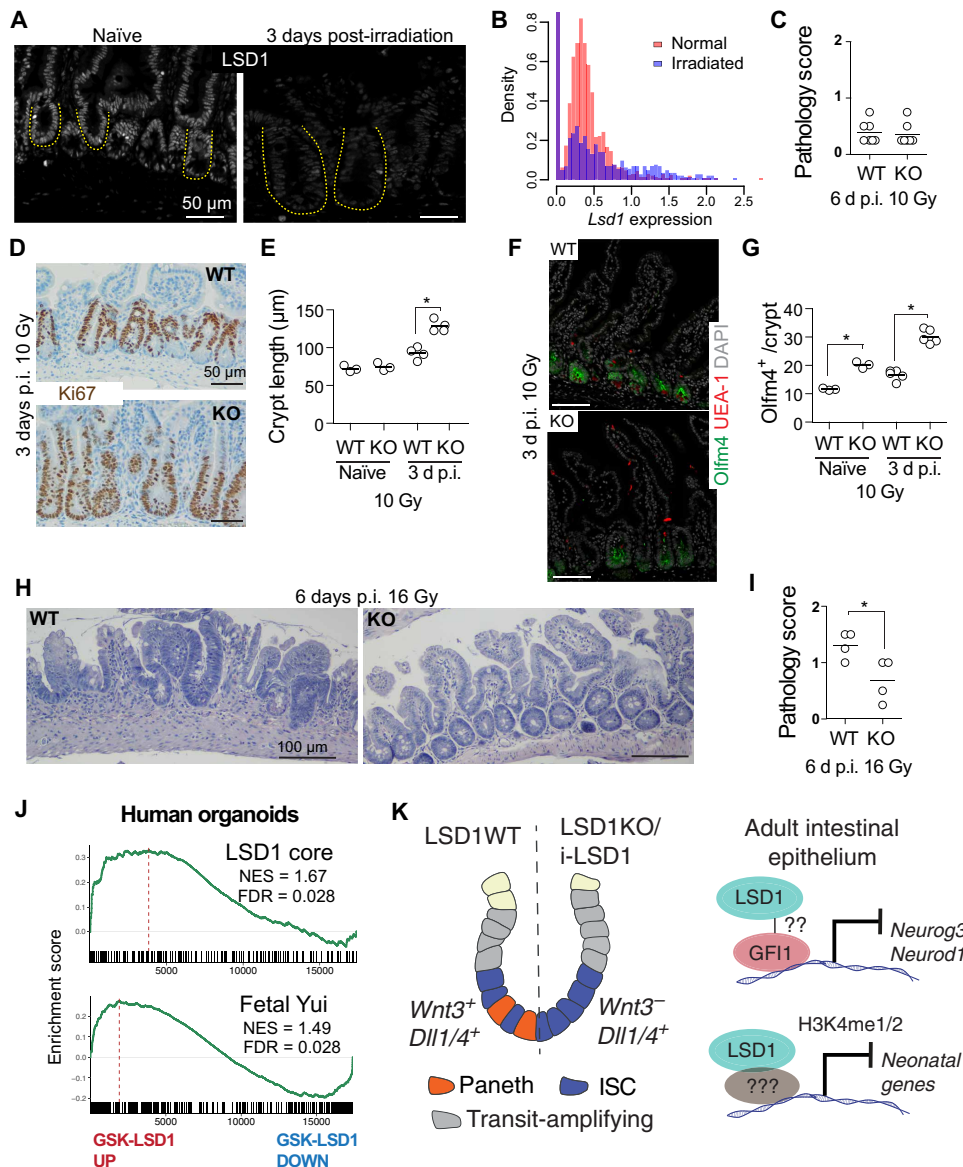 A
Naïve
3 days post-irradiation
LSD1
50 μm
B
Density
0.8
0.6
0.4
0.2
0.0
Normal
Irradiated
0.0 0.5 1.0 1.5 2.0 2.5
Lsd1 expression
C
Pathology score
2
1
0
WT KO
6 d p.i. 10 Gy
D
3 days p.i. 10 Gy
WT
50 μm
Ki67
KO
E
Crypt length (μm)
150
100
50
0
WT KO WT KO
*
Naïve 3 d p.i.
10 Gy
F
3 d p.i. 10 Gy
WT
KO
Olfm4 UEA-1 DAPI
G
Olfm4+ /crypt
40
30
20
10
0
*
*
WT KO WT KO
Naïve 3 d p.i.
10 Gy
H
6 days p.i. 16 Gy
WT
KO
100 μm
I
Pathology score
2
1
0
*
WT KO
6 d p.i. 16 Gy
J
Human organoids
Enrichment score
LSD1 core
NES = 1.67
FDR = 0.028
0.3
0.2
0.1
0.0
5000 10000 15000
Fetal Yui
NES = 1.49
FDR = 0.028
0.2
0.1
0.0
-0.1
-0.2
5000 10000 15000
GSK-LSD1
UP
GSK-LSD1
DOWN
K
LSD1WT
LSD1KO/
i-LSD1
Wnt3+
Dll1/4+
Wnt3−
Dll1/4+
Paneth
ISC
Transit-amplifying
Adult intestinal
epithelium
LSD1
??
GFI1
Neurog3
Neurod1
H3K4me1/2
LSD1
???
Neonatal
genes